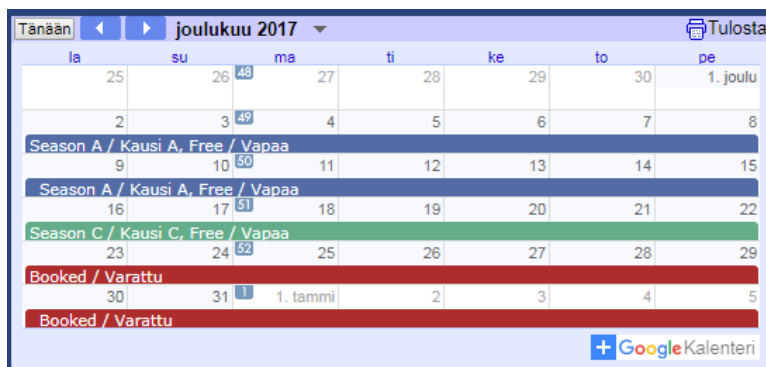 Tänään joulukuu 2017 Tulosta
la su ma ti ke to pe
25 26 48 27 28 29 30 1. joulu
2 3 49 4 5 6 7 8
Season A / Kausi A, Free / Vapaa
9 10 50 11 12 13 14 15
Season A / Kausi A, Free / Vapaa
16 17 51 18 19 20 21 22
Season C / Kausi C, Free / Vapaa
23 24 52 25 26 27 28 29
Booked / Varattu
30 31 1 1. tammi 2 3 4 5
Booked / Varattu
+ Google Kalenteri